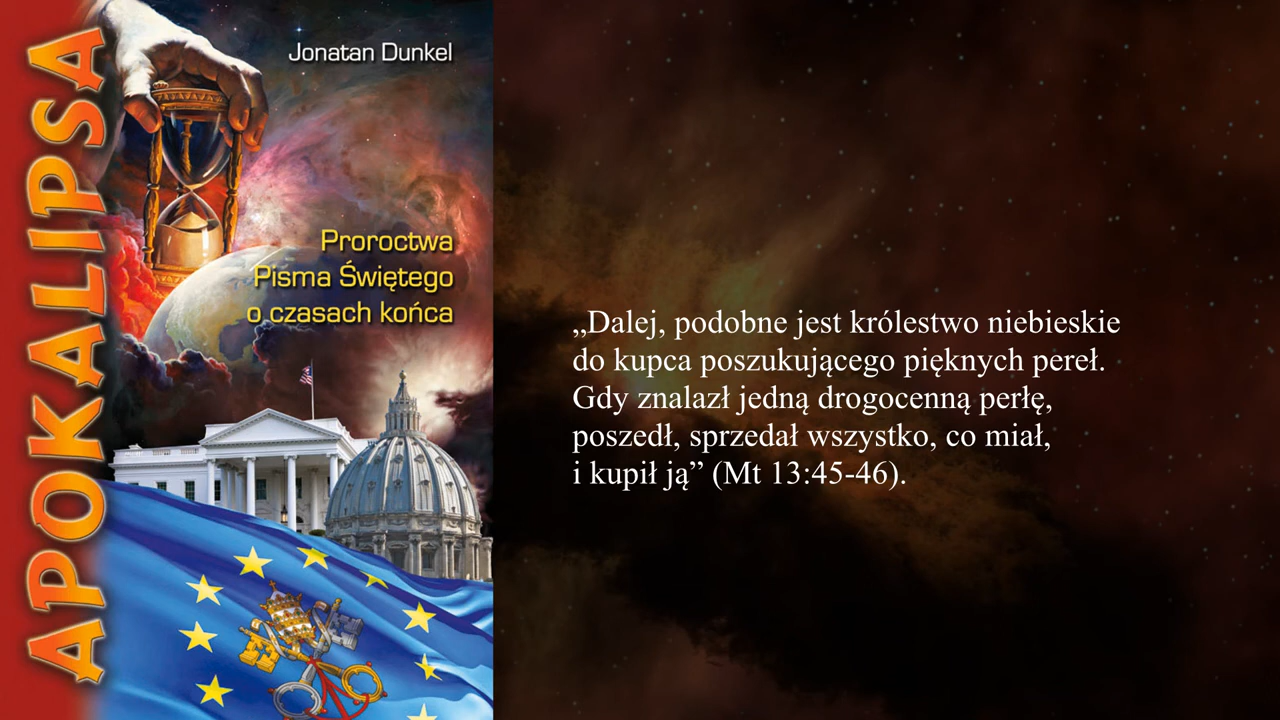 APOKALIPSA
Jonatan Dunkel
Proroctwa
Pisma Świętego
o czasach końca
„Dalej, podobne jest królestwo niebieskie
do kupca poszukującego pięknych pereł.
Gdy znalazł jedną drogocenną perłę,
poszedł, sprzedał wszystko, co miał,
i kupił ją” (Mt 13:45-46).